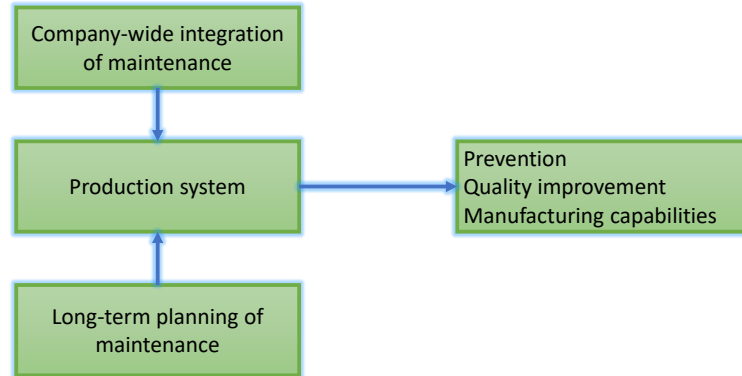 Company-wide integration
of maintenance
Production system
Prevention
Quality improvement
Manufacturing capabilities
Long-term planning of
maintenance